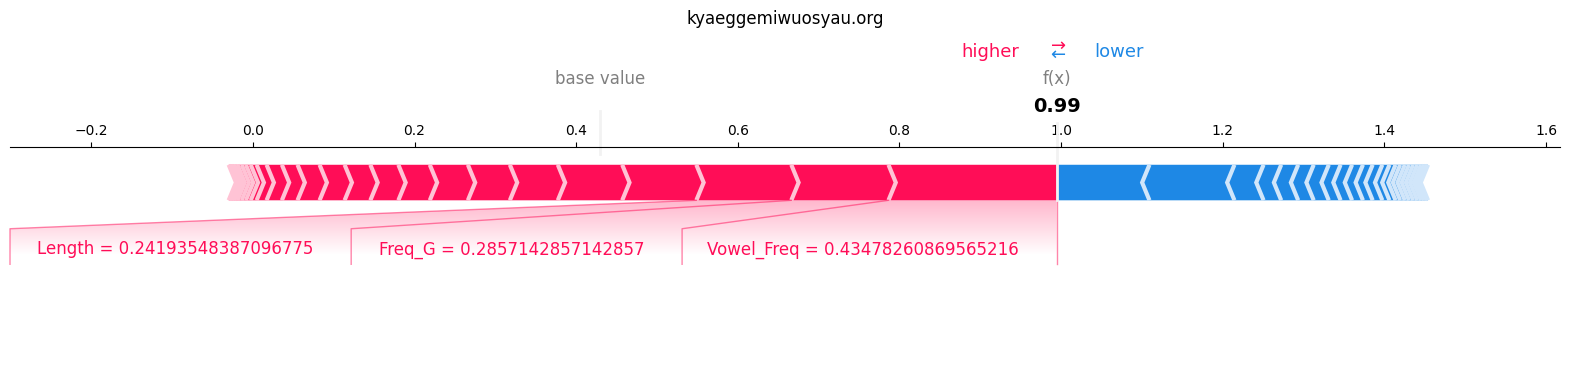 kyaeggemiwuosyau.org
higher ⇄ lower
base value f(x)
0.99
−0.2 0.0 0.2 0.4 0.6 0.8 1.0 1.2 1.4 1.6
Length = 0.24193548387096775 Freq_G = 0.2857142857142857 Vowel_Freq = 0.43478260869565216